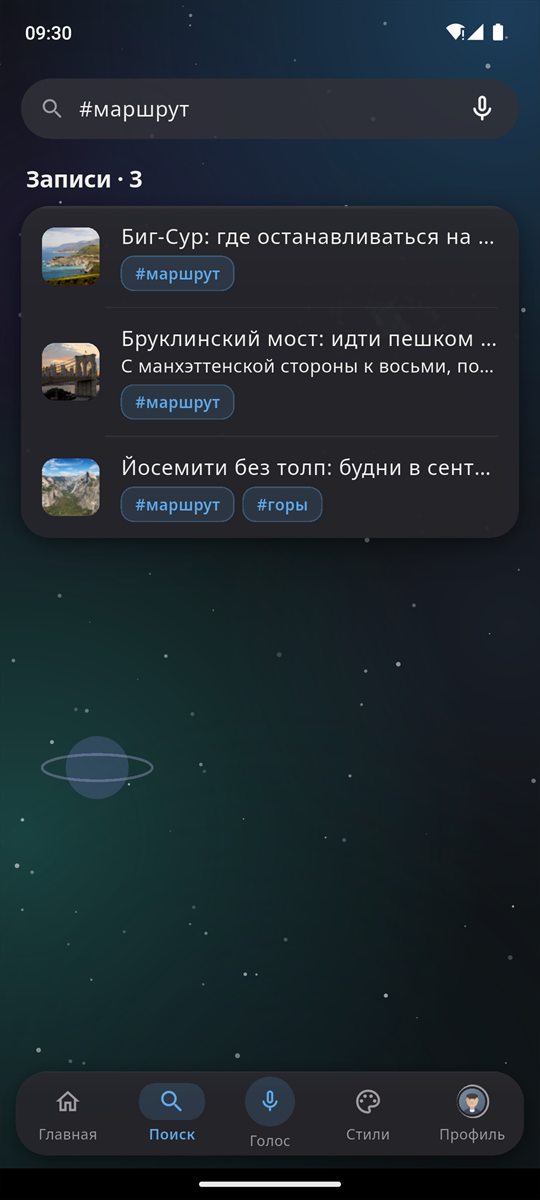 09:30
#маршрут
Записи · 3
Биг-Сур: где останавливаться на ...
#маршрут
Бруклинский мост: идти пешком ...
С манхэттенской стороны к восьми, по...
#маршрут
Йосемити без толп: будни в сент...
#маршрут #горы
Главная Поиск Голос Стили Профиль